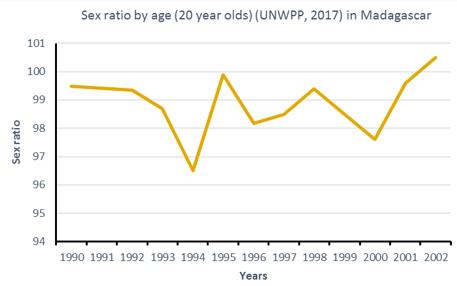 Sex ratio by age (20 year olds) (UNWPP, 2017) in Madagascar
101
100
99
98
97
96
95
94
Sex ratio
1990 1991 1992 1993 1994 1995 1996 1997 1998 1999 2000 2001 2002
Years